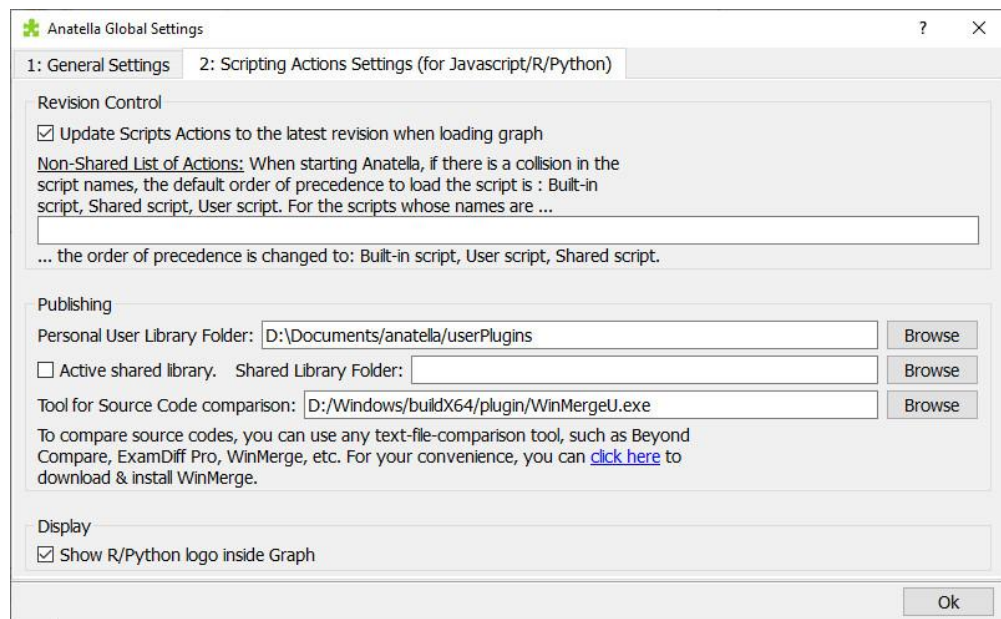 Anatella Global Settings
?
1: General Settings
2: Scripting Actions Settings (for Javascript/R/Python)
Revision Control
Update Scripts Actions to the latest revision when loading graph
Non-Shared List of Actions: When starting Anatella, if there is a collision in the
script names, the default order of precedence to load the script is : Built-in
script, Shared script, User script. For the scripts whose names are ...
... the order of precedence is changed to: Built-in script, User script, Shared script.
Publishing
Personal User Library Folder: D:\Documents/anatella/userPlugins Browse
Active shared library. Shared Library Folder: Browse
Tool for Source Code comparison: D:/Windows/buildX64/plugin/WinMergeU.exe Browse
To compare source codes, you can use any text-file-comparison tool, such as Beyond
Compare, ExamDiff Pro, WinMerge, etc. For your convenience, you can click here to
download & install WinMerge.
Display
Show R/Python logo inside Graph
Ok